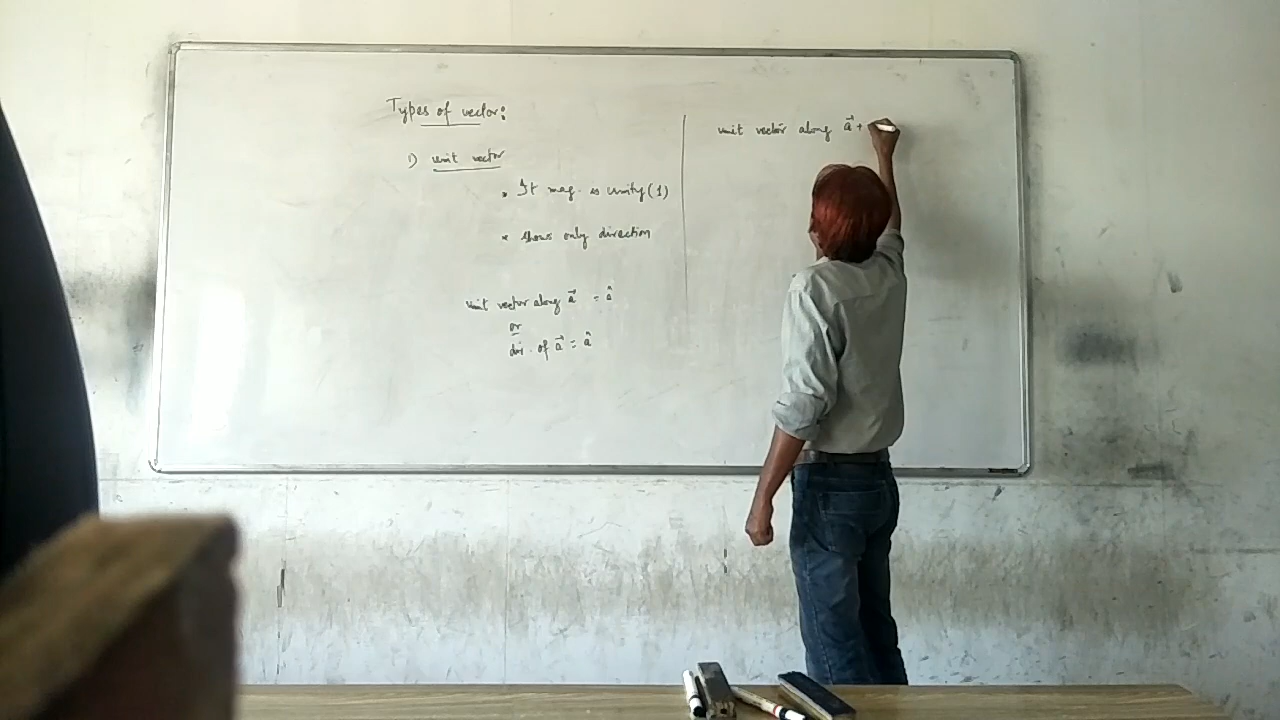 Types of vector:
1) unit vector
* It mag. is unity (1)
* shows only direction
unit vector along a⃗ = â
or
dir. of a⃗ = â
unit vector along a⃗ +